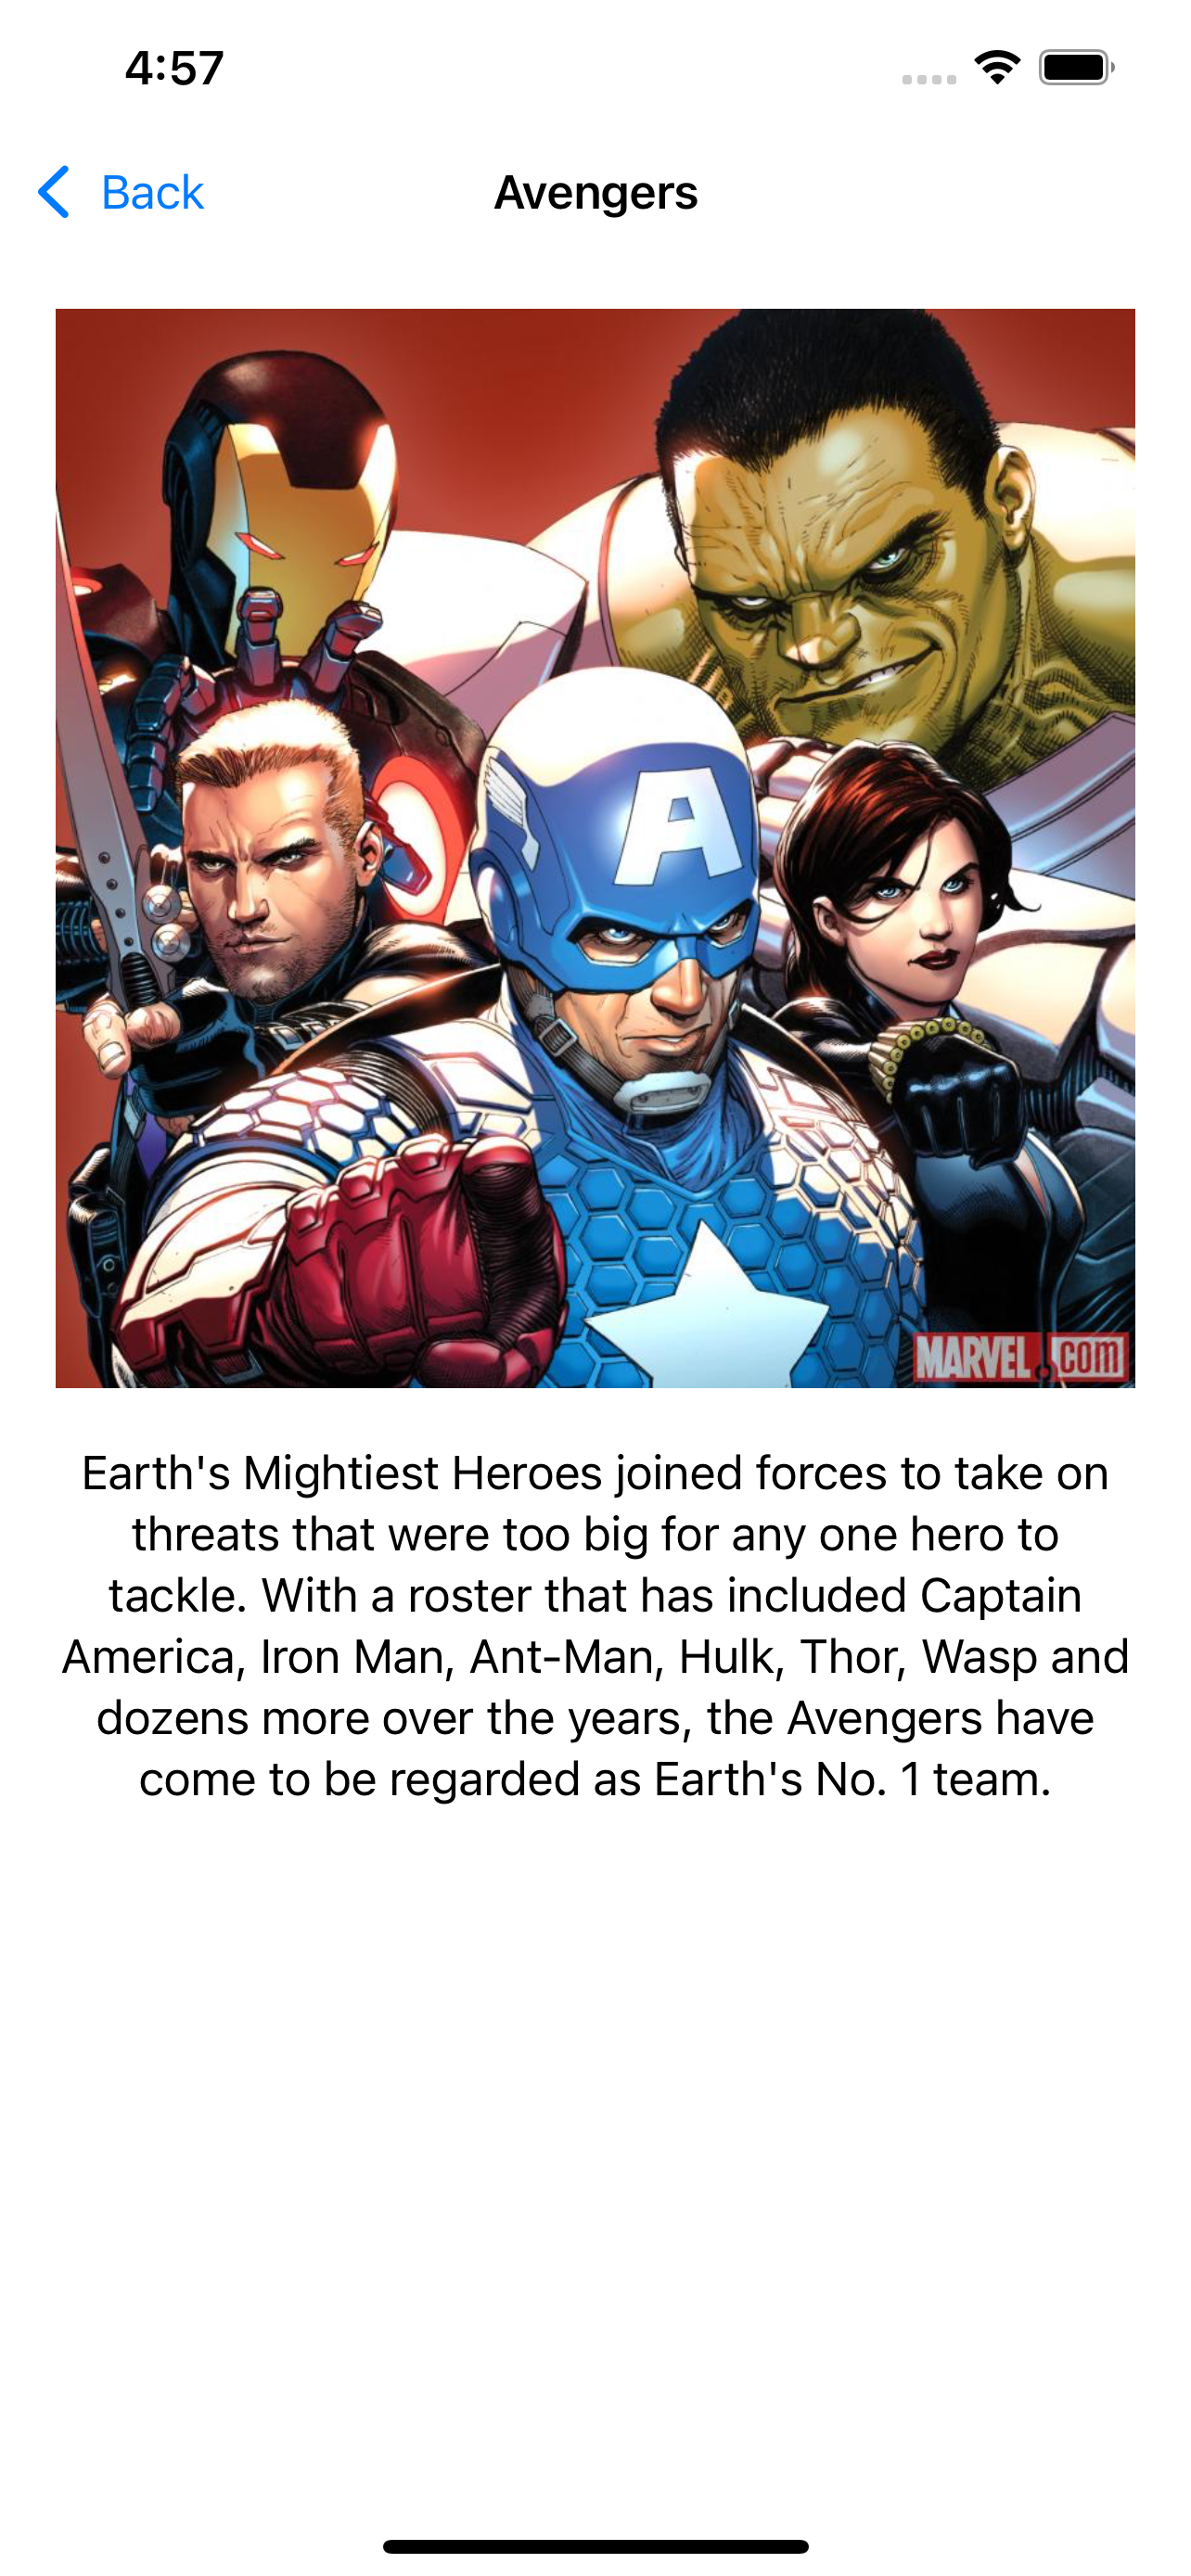 4:57
Back
Avengers
A
MARVEL.com
Earth's Mightiest Heroes joined forces to take on
threats that were too big for any one hero to
tackle. With a roster that has included Captain
America, Iron Man, Ant-Man, Hulk, Thor, Wasp and
dozens more over the years, the Avengers have
come to be regarded as Earth's No. 1 team.